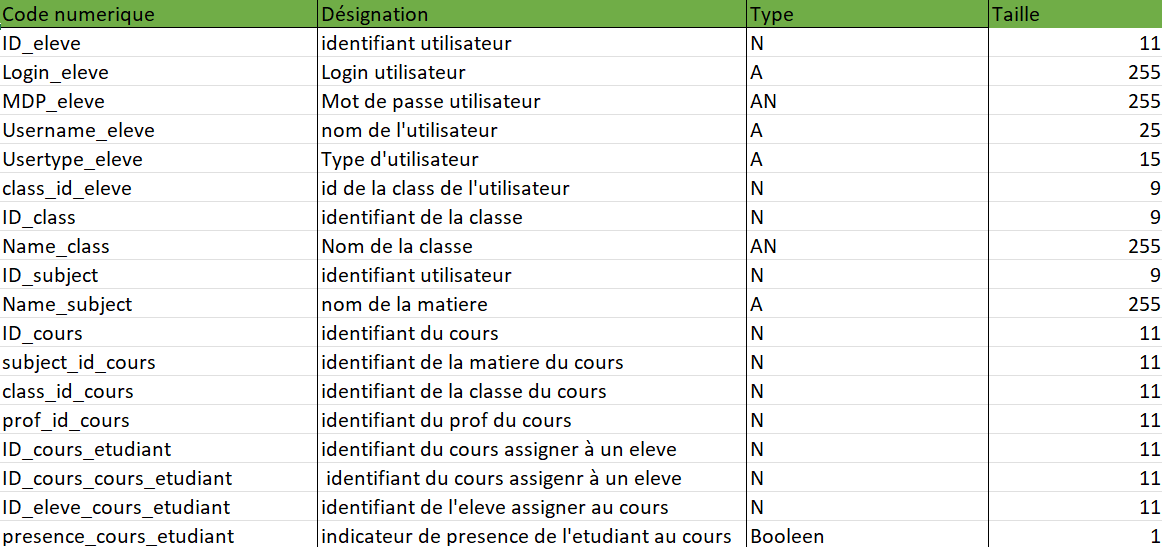 Code numerique Désignation Type Taille
ID_eleve identifiant utilisateur N 11
Login_eleve Login utilisateur A 255
MDP_eleve Mot de passe utilisateur AN 255
Username_eleve nom de l'utilisateur A 25
Usertype_eleve Type d'utilisateur A 15
class_id_eleve id de la class de l'utilisateur N 9
ID_class identifiant de la classe N 9
Name_class Nom de la classe AN 255
ID_subject identifiant utilisateur N 9
Name_subject nom de la matiere A 255
ID_cours identifiant du cours N 11
subject_id_cours identifiant de la matiere du cours N 11
class_id_cours identifiant de la classe du cours N 11
prof_id_cours identifiant du prof du cours N 11
ID_cours_etudiant identifiant du cours assigner à un eleve N 11
ID_cours_cours_etudiant identifiant du cours assigenr à un eleve N 11
ID_eleve_cours_etudiant identifiant de l'eleve assigner au cours N 11
presence_cours_etudiant indicateur de presence de l'etudiant au cours Booleen 1